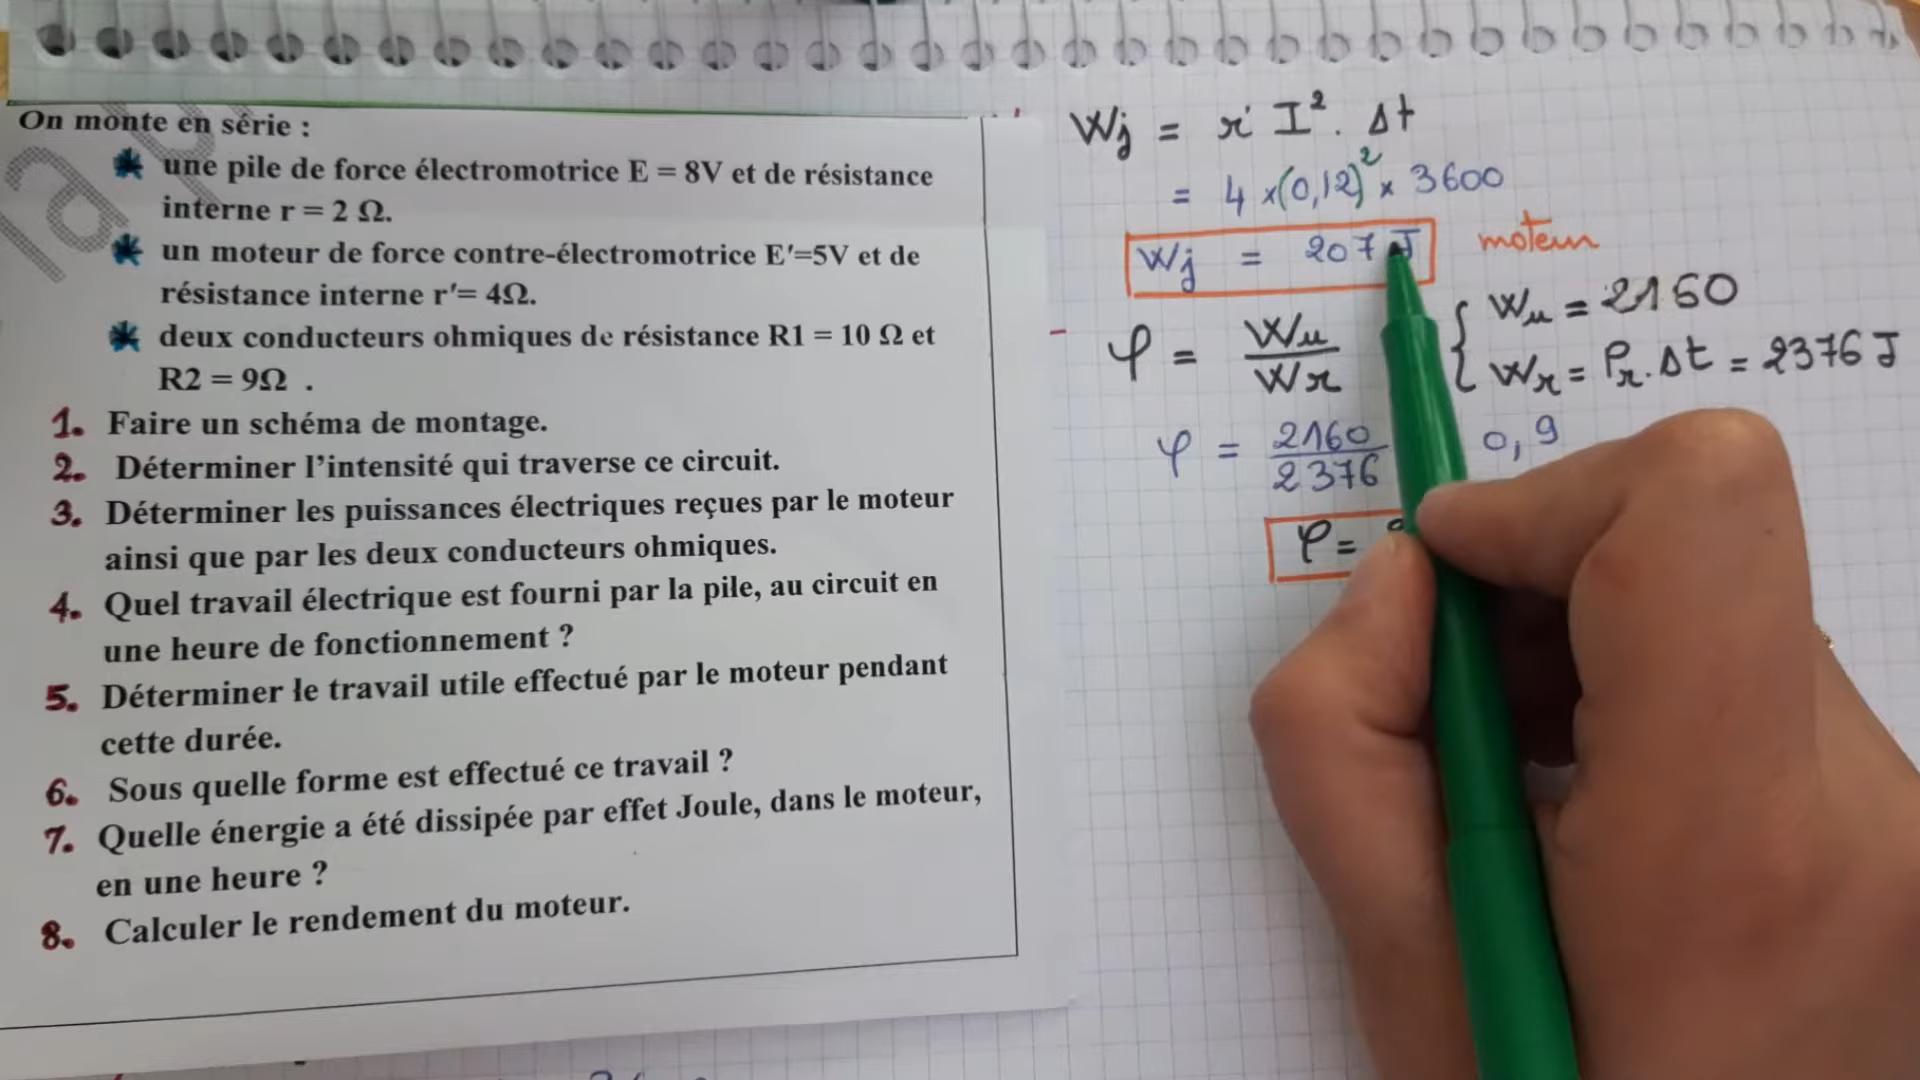 On monte en série :
une pile de force électromotrice E = 8V et de résistance
interne r = 2 Ω.
un moteur de force contre-électromotrice E'=5V et de
résistance interne r'= 4Ω.
deux conducteurs ohmiques de résistance R1 = 10 Ω et
R2 = 9Ω .
1. Faire un schéma de montage.
2. Déterminer l'intensité qui traverse ce circuit.
3. Déterminer les puissances électriques reçues par le moteur
ainsi que par les deux conducteurs ohmiques.
4. Quel travail électrique est fourni par la pile, au circuit en
une heure de fonctionnement ?
5. Déterminer le travail utile effectué par le moteur pendant
cette durée.
6. Sous quelle forme est effectué ce travail ?
7. Quelle énergie a été dissipée par effet Joule, dans le moteur,
en une heure ?
8. Calculer le rendement du moteur.
Wj = r' I². Δt
= 4 × (0,12)² × 3600
Wj = 207 J
moteur
φ = Wu / Wr
Wu = 2160
Wr = Pr. Δt = 2376 J
φ = 2160 / 2376 0,9
φ =